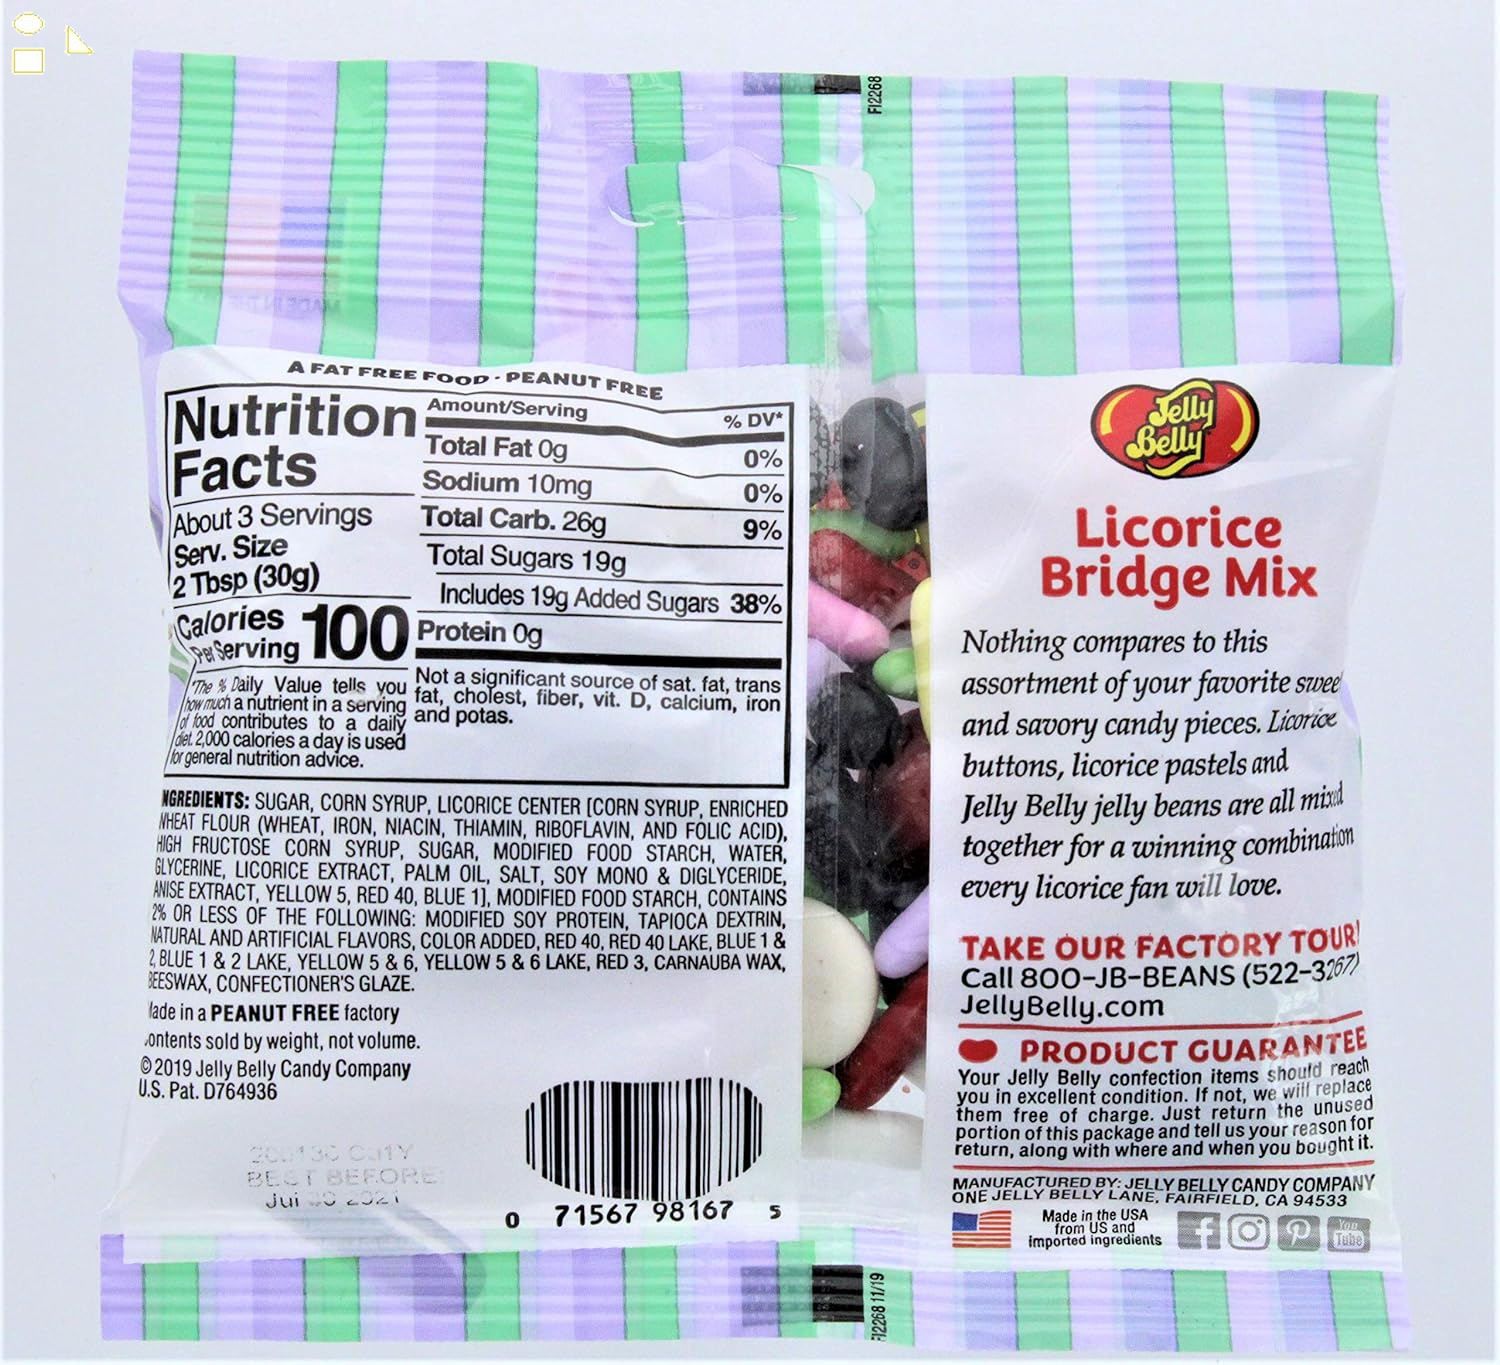 FI2268
A FAT FREE FOOD · PEANUT FREE
Nutrition
Facts
About 3 Servings
Serv. Size
2 Tbsp (30g)
Calories
Per Serving 100
*The % Daily Value tells you
how much a nutrient in a serving
of food contributes to a daily
diet. 2,000 calories a day is used
for general nutrition advice.
Amount/Serving % DV*
Total Fat 0g 0%
Sodium 10mg 0%
Total Carb. 26g 9%
Total Sugars 19g
Includes 19g Added Sugars 38%
Protein 0g
Not a significant source of sat. fat, trans
fat, cholest, fiber, vit. D, calcium, iron
and potas.
NGREDIENTS: SUGAR, CORN SYRUP, LICORICE CENTER [CORN SYRUP, ENRICHED
WHEAT FLOUR (WHEAT, IRON, NIACIN, THIAMIN, RIBOFLAVIN, AND FOLIC ACID),
HIGH FRUCTOSE CORN SYRUP, SUGAR, MODIFIED FOOD STARCH, WATER,
GLYCERINE, LICORICE EXTRACT, PALM OIL, SALT, SOY MONO & DIGLYCERIDE,
ANISE EXTRACT, YELLOW 5, RED 40, BLUE 1], MODIFIED FOOD STARCH, CONTAINS
2% OR LESS OF THE FOLLOWING: MODIFIED SOY PROTEIN, TAPIOCA DEXTRIN,
NATURAL AND ARTIFICIAL FLAVORS, COLOR ADDED, RED 40, RED 40 LAKE, BLUE 1 &
2, BLUE 1 & 2 LAKE, YELLOW 5 & 6, YELLOW 5 & 6 LAKE, RED 3, CARNAUBA WAX,
BEESWAX, CONFECTIONER'S GLAZE.
Made in a PEANUT FREE factory
ontents sold by weight, not volume.
©2019 Jelly Belly Candy Company
U.S. Pat. D764936
BEST BEFORE:
Jul 2021
0 71567 98167 5
Jelly
Belly
Licorice
Bridge Mix
Nothing compares to this
assortment of your favorite sweet
and savory candy pieces. Licorice
buttons, licorice pastels and
Jelly Belly jelly beans are all mixed
together for a winning combination
every licorice fan will love.
TAKE OUR FACTORY TOUR!
Call 800-JB-BEANS (522-3267)
JellyBelly.com
PRODUCT GUARANTEE
Your Jelly Belly confection items should reach
you in excellent condition. If not, we will replace
them free of charge. Just return the unused
portion of this package and tell us your reason for
return, along with where and when you bought it.
MANUFACTURED BY: JELLY BELLY CANDY COMPANY
ONE JELLY BELLY LANE, FAIRFIELD, CA 94533
Made in the USA
from US and
imported ingredients
You
Tube
FI2268 11/19